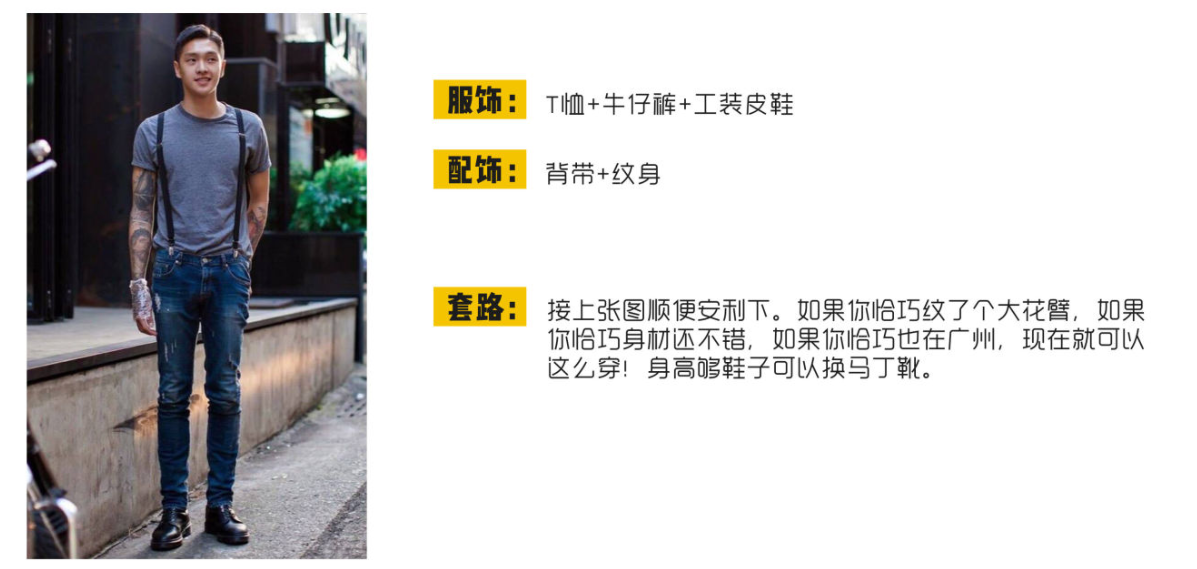 服饰：
T恤+牛仔裤+工装皮鞋
配饰：
背带+纹身
套路：
接上张图顺便安利下。如果你恰巧纹了个大花臂，如果
你恰巧身材还不错，如果你恰巧也在广州，现在就可以
这么穿！身高够鞋子可以换马丁靴。